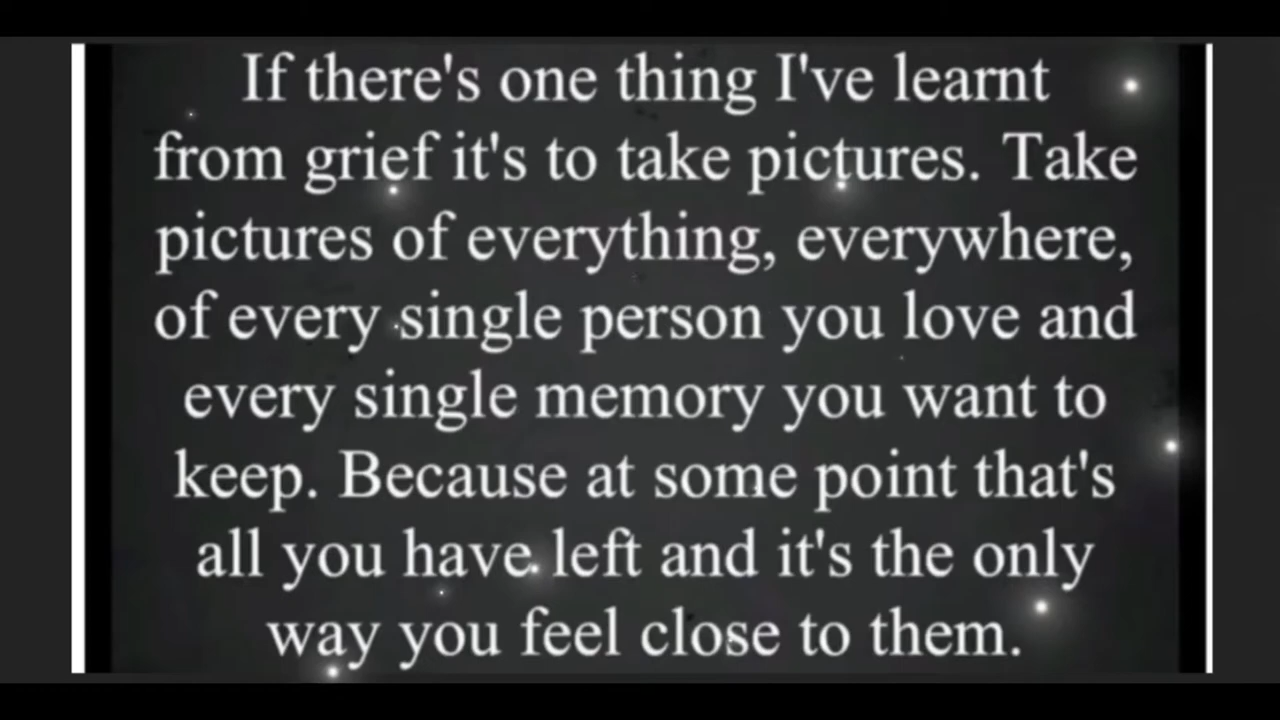 If there's one thing I've learnt
from grief it's to take pictures. Take
pictures of everything, everywhere,
of every single person you love and
every single memory you want to
keep. Because at some point that's
all you have left and it's the only
way you feel close to them.